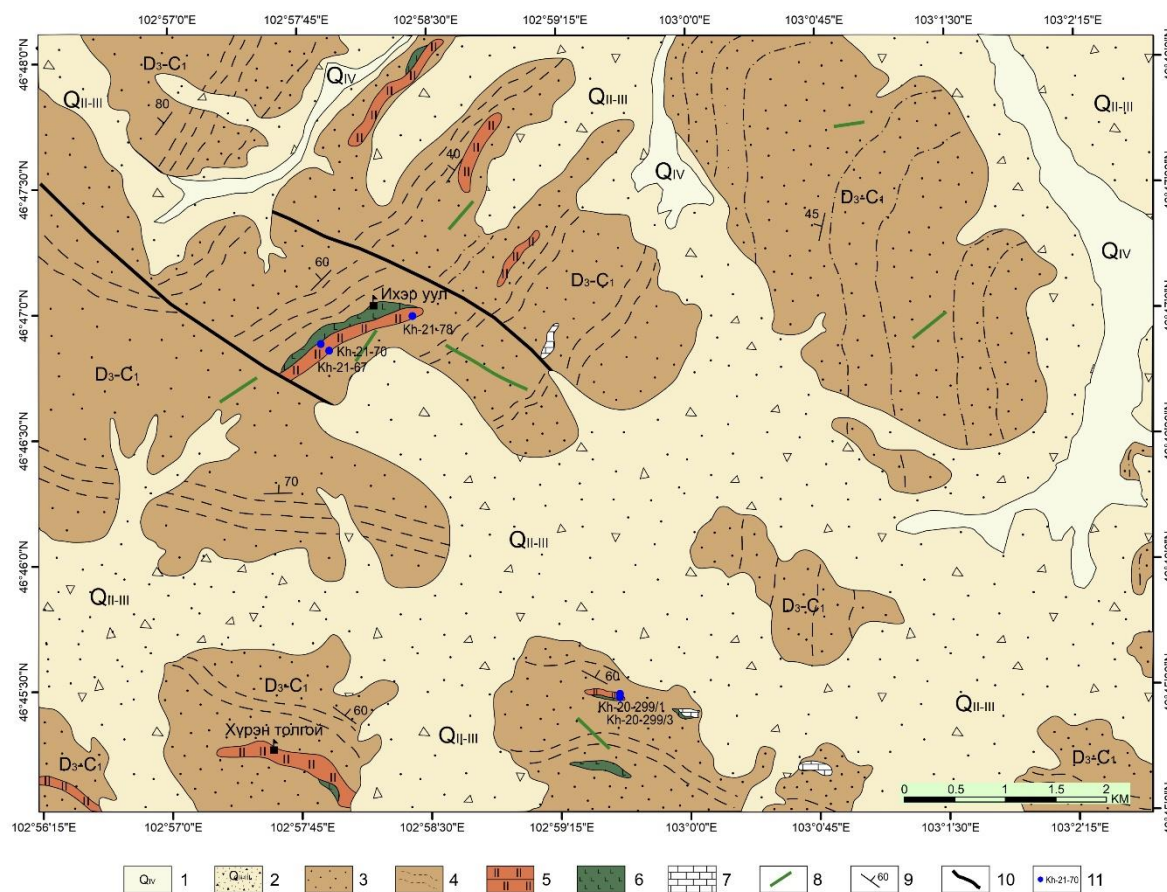 102°57'0"E 102°57'45"E 102°58'30"E 102°59'15"E 103°0'0"E 103°0'45"E 103°1'30"E 103°2'15"E
46°48'0"N
46°47'30"N
46°47'0"N
46°46'30"N
46°46'0"N
46°45'30"N
D3-C1
QIV
QII-III
QII-III
QII-III
80
40
QIV
D3-C1
45
QIV
60
D3-C1
Ихэр уул
Kh-21-78
Kh-21-70
Kh-21-67
D3-C1
70
QII-III
QII-III
D3-C1
D3-C1
60
60
Kh-20-299/1
Kh-20-299/3
QII-III
Хүрэн толгой
QII-III
D3-C1
D3-C1
0 0.5 1 1.5 2
KM
102°56'15"E 102°57'0"E 102°57'45"E 102°58'30"E 102°59'15"E 103°0'0"E 103°0'45"E 103°1'30"E 103°2'15"E
QIV 1 QII-III 2 3 4 5 6 7 8 60 9 10 Kh-21-70 11